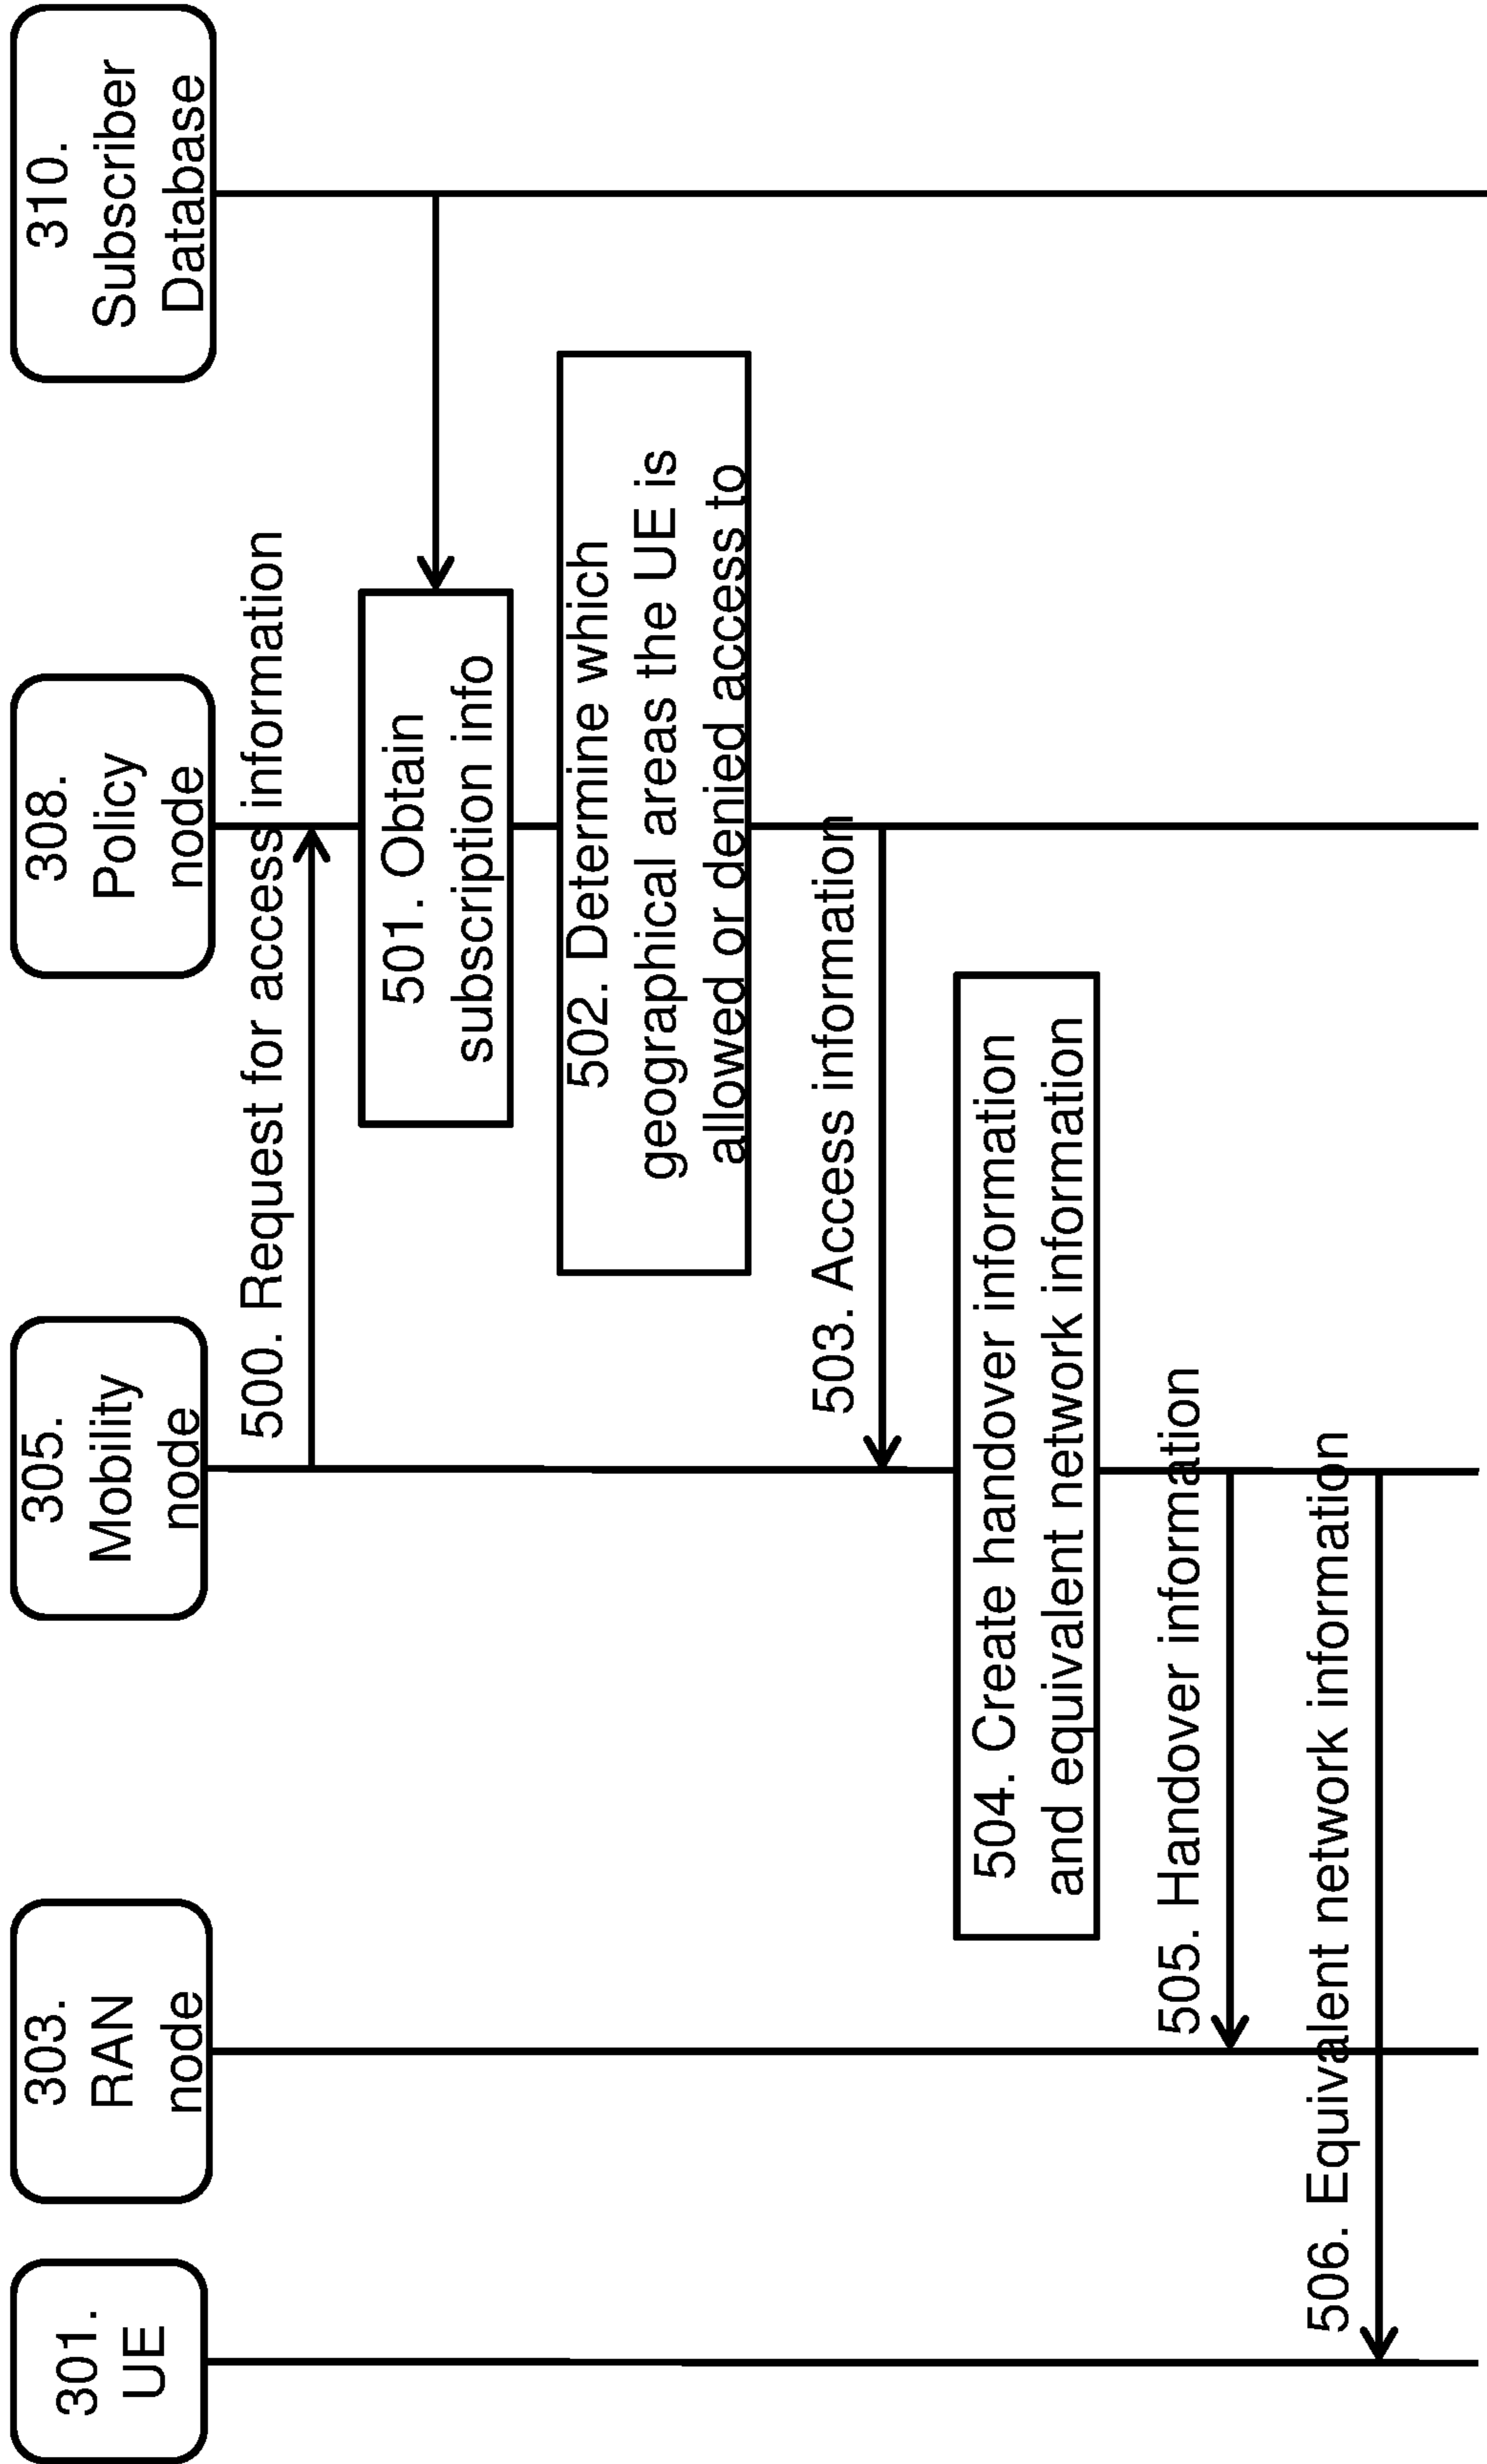 301.
UE
303.
RAN
node
305.
Mobility
node
308.
Policy
node
310.
Subscriber
Database
500. Request for access information
501. Obtain
subscription info
502. Determine which
geographical areas the UE is
allowed or denied access to
503. Access information
504. Create handover information
and equivalent network information
505. Handover information
506. Equivalent network information